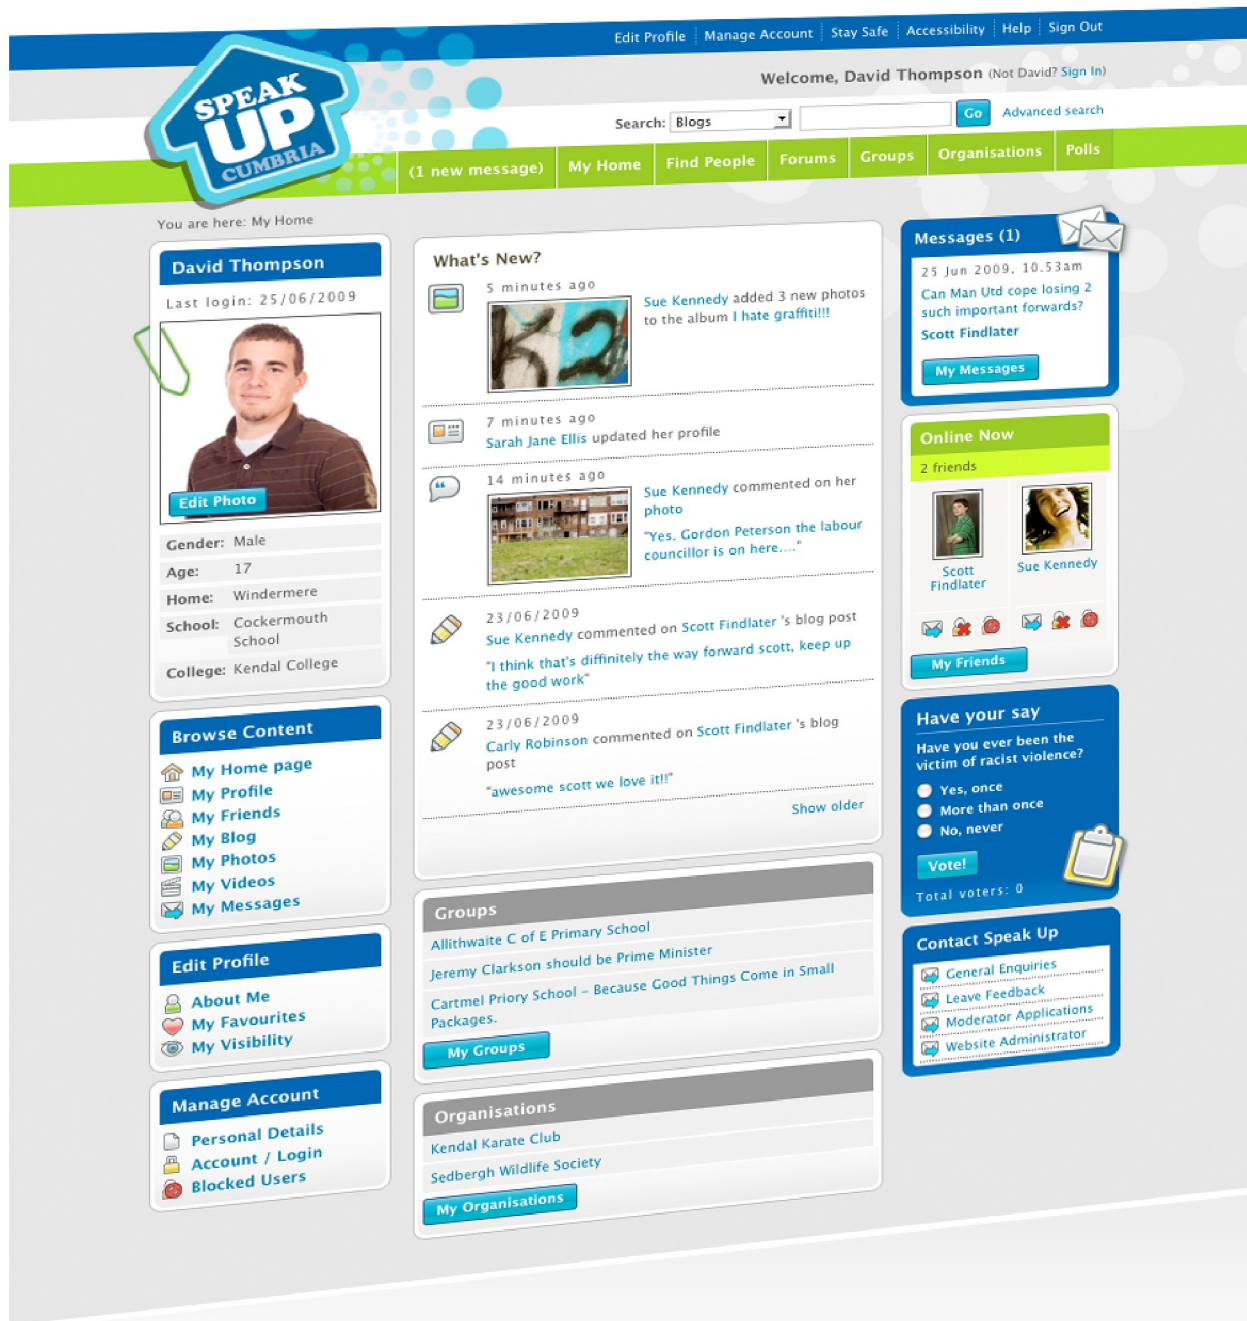 Edit Profile
Manage Account
Stay Safe
Accessibility
Help
Sign Out
SPEAK
UP
CUMBRIA
Welcome, David Thompson (Not David? Sign In)
Search: Blogs
Go
Advanced search
(1 new message)
My Home
Find People
Forums
Groups
Organisations
Polls
You are here: My Home
David Thompson
Last login: 25/06/2009
Edit Photo
Gender: Male
Age: 17
Home: Windermere
School: Cockermouth
School
College: Kendal College
Browse Content
My Home page
My Profile
My Friends
My Blog
My Photos
My Videos
My Messages
Edit Profile
About Me
My Favourites
My Visibility
Manage Account
Personal Details
Account / Login
Blocked Users
What's New?
5 minutes ago
Sue Kennedy added 3 new photos
to the album I hate graffiti!!!
7 minutes ago
Sarah Jane Ellis updated her profile
14 minutes ago
Sue Kennedy commented on her
photo
"Yes. Gordon Peterson the labour
councillor is on here...."
23/06/2009
Sue Kennedy commented on Scott Findlater 's blog post
"I think that's diffinitely the way forward scott, keep up
the good work"
23/06/2009
Carly Robinson commented on Scott Findlater 's blog
post
"awesome scott we love it!!"
Show older
Groups
Allithwaite C of E Primary School
Jeremy Clarkson should be Prime Minister
Cartmel Priory School – Because Good Things Come in Small
Packages.
My Groups
Organisations
Kendal Karate Club
Sedbergh Wildlife Society
My Organisations
Messages (1)
25 Jun 2009, 10.53am
Can Man Utd cope losing 2
such important forwards?
Scott Findlater
My Messages
Online Now
2 friends
Scott
Findlater
Sue Kennedy
My Friends
Have your say
Have you ever been the
victim of racist violence?
Yes, once
More than once
No, never
Vote!
Total voters: 0
Contact Speak Up
General Enquiries
Leave Feedback
Moderator Applications
Website Administrator